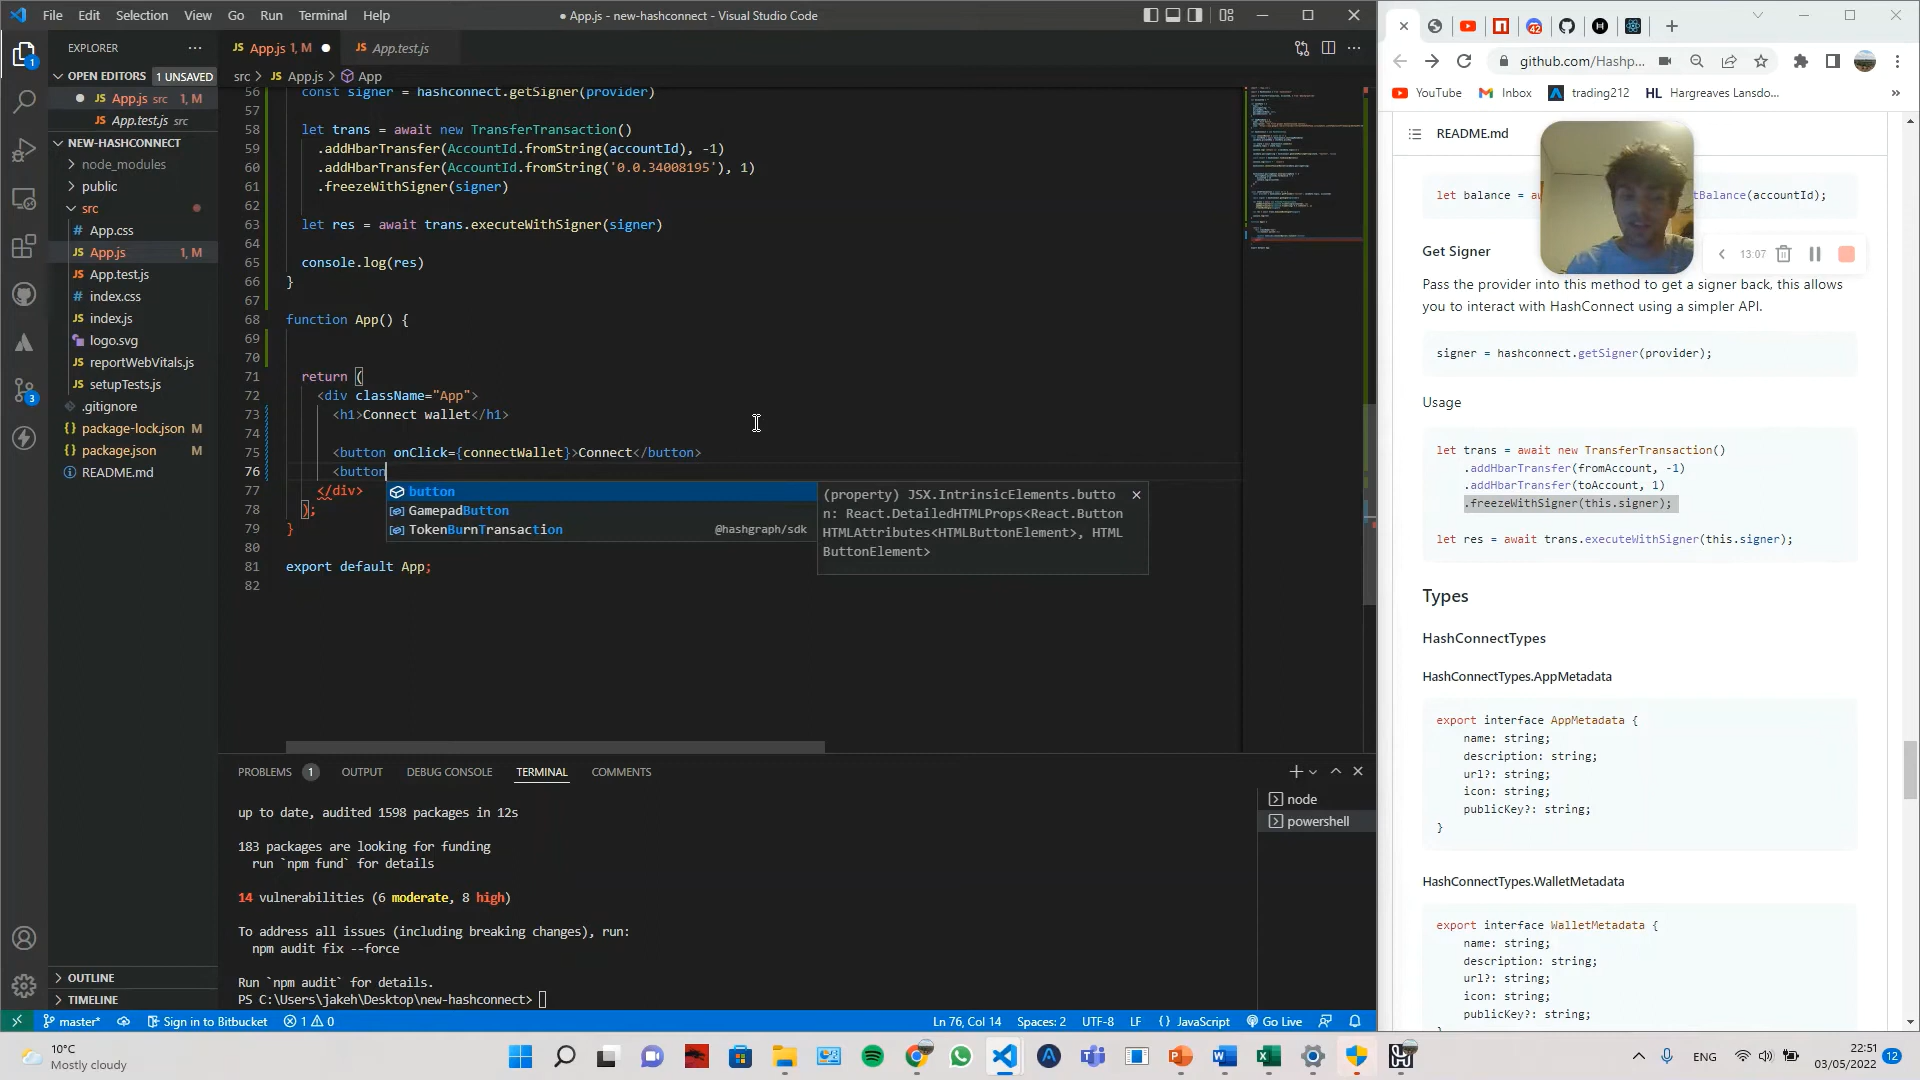 File Edit Selection View Go Run Terminal Help
● App.js - new-hashconnect - Visual Studio Code
EXPLORER
OPEN EDITORS 1 UNSAVED
App.js src 1, M
App.test.js src
NEW-HASHCONNECT
node_modules
public
src
App.css
App.js 1, M
App.test.js
index.css
index.js
logo.svg
reportWebVitals.js
setupTests.js
.gitignore
package-lock.json M
package.json M
README.md
OUTLINE
TIMELINE
App.js 1, M App.test.js
src > App.js > App
56 const signer = hashconnect.getSigner(provider)
57
58 let trans = await new TransferTransaction()
59 .addHbarTransfer(AccountId.fromString(accountId), -1)
60 .addHbarTransfer(AccountId.fromString('0.0.34008195'), 1)
61 .freezeWithSigner(signer)
62
63 let res = await trans.executeWithSigner(signer)
64
65 console.log(res)
66 }
67
68 function App() {
69
70
71 return (
72 <div className="App">
73 <h1>Connect wallet</h1>
74
75 <button onClick={connectWallet}>Connect</button>
76 <button
77 </div>
78 );
79 }
80
81 export default App;
82
button
GamepadButton
TokenBurnTransaction @hashgraph/sdk
(property) JSX.IntrinsicElements.butto
n: React.DetailedHTMLProps<React.Button
HTMLAttributes<HTMLButtonElement>, HTML
ButtonElement>
PROBLEMS 1 OUTPUT DEBUG CONSOLE TERMINAL COMMENTS
node
powershell
up to date, audited 1598 packages in 12s
183 packages are looking for funding
run `npm fund` for details
14 vulnerabilities (6 moderate, 8 high)
To address all issues (including breaking changes), run:
npm audit fix --force
Run `npm audit` for details.
PS C:\Users\jakeh\Desktop\new-hashconnect>
master* Sign in to Bitbucket 1 0 Ln 76, Col 14 Spaces: 2 UTF-8 LF {} JavaScript Go Live
github.com/Hashp...
YouTube Inbox trading212 HL Hargreaves Lansdo... »
README.md
let balance = Balance(accountId);
13:07
Get Signer
Pass the provider into this method to get a signer back, this allows
you to interact with HashConnect using a simpler API.
signer = hashconnect.getSigner(provider);
Usage
let trans = await new TransferTransaction()
.addHbarTransfer(fromAccount, -1)
.addHbarTransfer(toAccount, 1)
.freezeWithSigner(this.signer);
let res = await trans.executeWithSigner(this.signer);
Types
HashConnectTypes
HashConnectTypes.AppMetadata
export interface AppMetadata {
name: string;
description: string;
url?: string;
icon: string;
publicKey?: string;
}
HashConnectTypes.WalletMetadata
export interface WalletMetadata {
name: string;
description: string;
url?: string;
icon: string;
publicKey?: string;
10°C
Mostly cloudy
ENG
22:51
03/05/2022
12